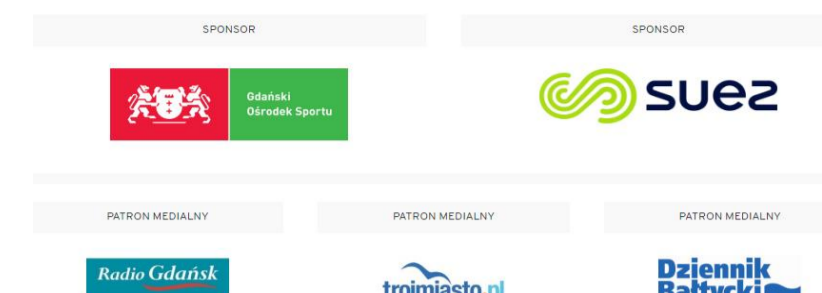 SPONSOR
SPONSOR
Gdański
Ośrodek Sportu
suez
PATRON MEDIALNY
PATRON MEDIALNY
PATRON MEDIALNY
Radio Gdańsk
trojmiasto.pl
Dziennik
Bałtycki